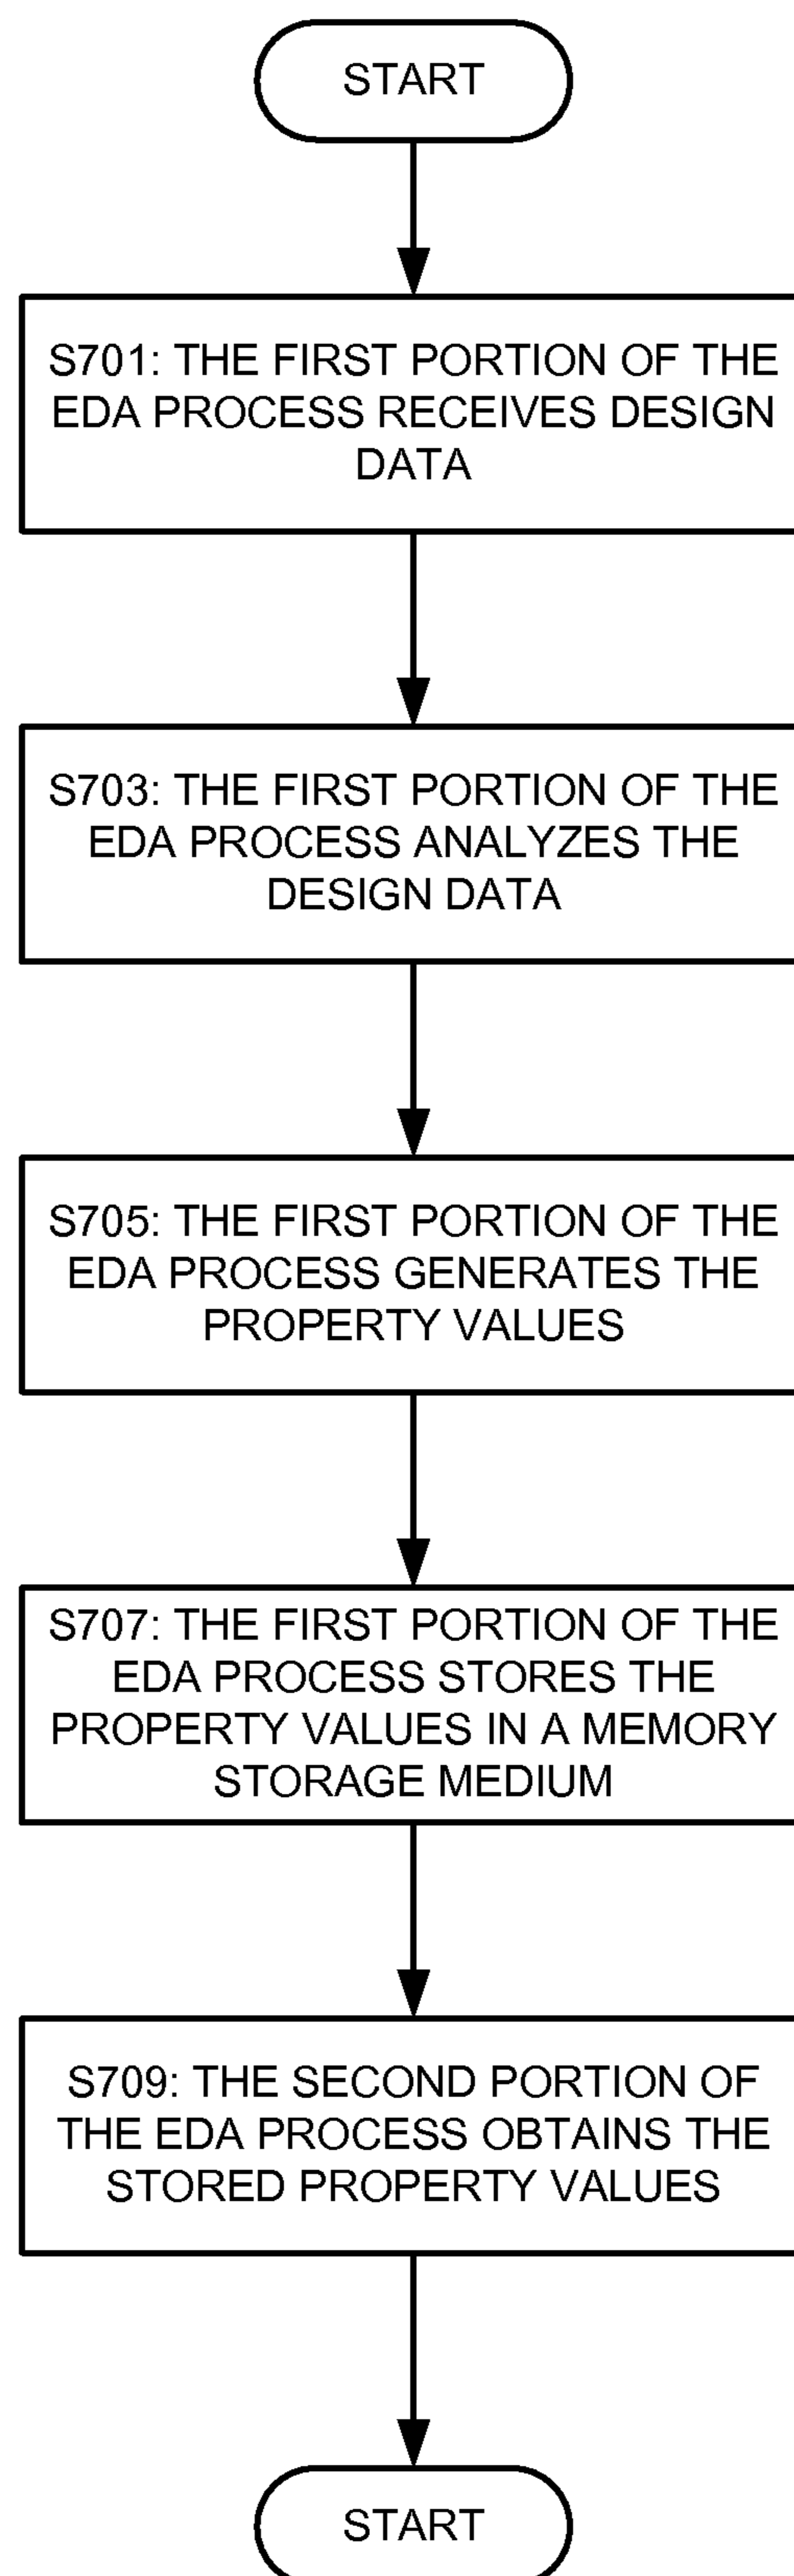 START
S701: THE FIRST PORTION OF THE
EDA PROCESS RECEIVES DESIGN
DATA
S703: THE FIRST PORTION OF THE
EDA PROCESS ANALYZES THE
DESIGN DATA
S705: THE FIRST PORTION OF THE
EDA PROCESS GENERATES THE
PROPERTY VALUES
S707: THE FIRST PORTION OF THE
EDA PROCESS STORES THE
PROPERTY VALUES IN A MEMORY
STORAGE MEDIUM
S709: THE SECOND PORTION OF
THE EDA PROCESS OBTAINS THE
STORED PROPERTY VALUES
START